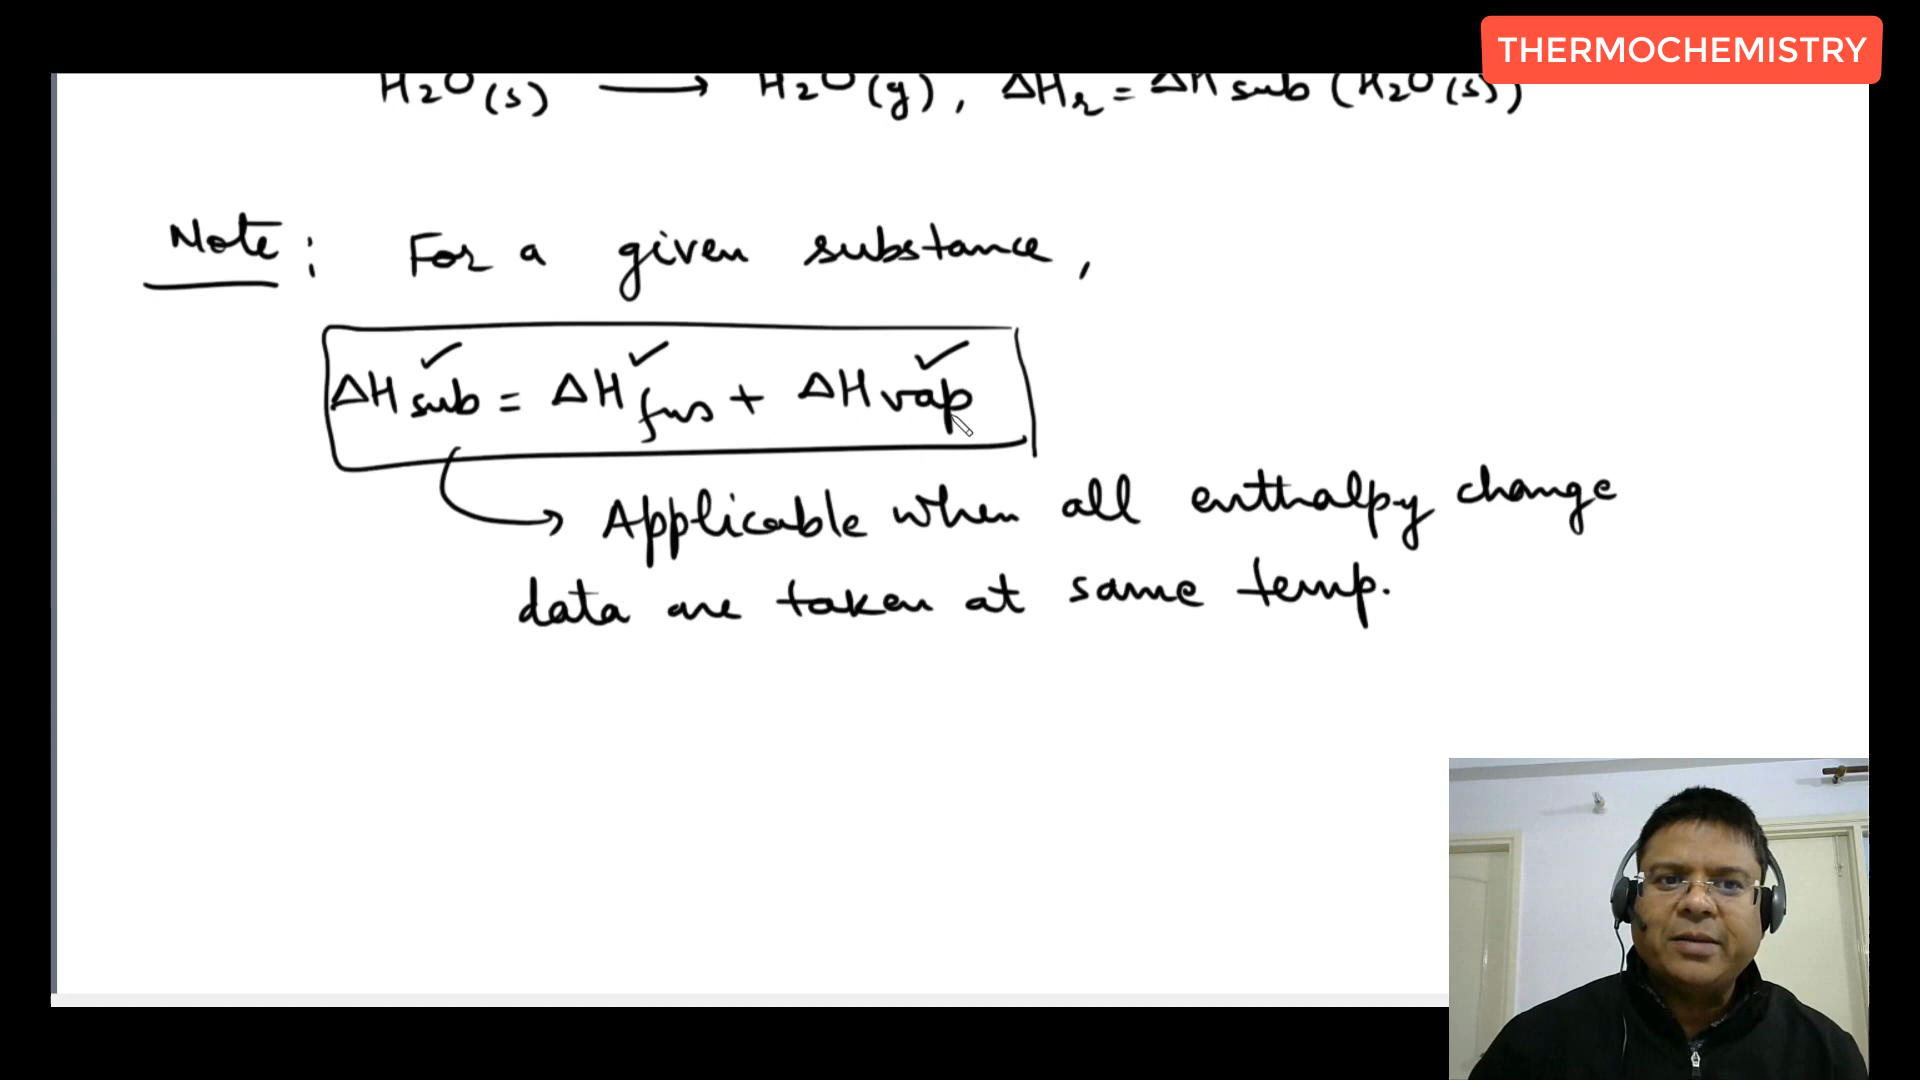 THERMOCHEMISTRY
H₂O(s) ⟶ H₂O(g), ΔHᵣ = ΔH sub (H₂O(s))
Note: For a given substance,
ΔH sub = ΔH fus + ΔH vap
Applicable when all enthalpy change
data are taken at same temp.